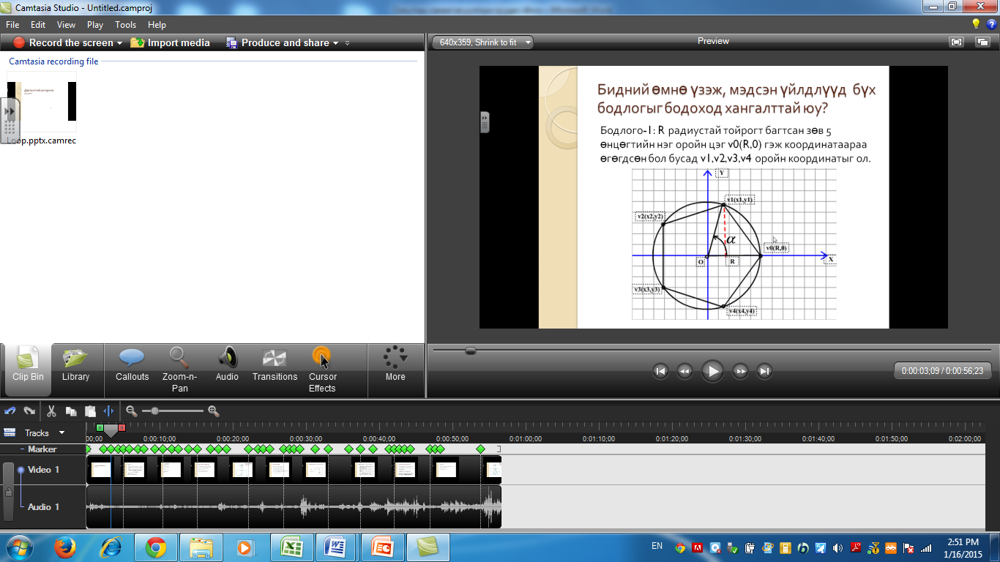 Camtasia Studio - Untitled.camproj
File Edit View Play Tools Help
Record the screen Import media Produce and share
Camtasia recording file
Loop.pptx.camrec
640x359, Shrink to fit
Preview
Бидний өмнө үзэж, мэдсэн үйлдлүүд бүх
бодлогыг бодоход хангалттай юу?
Бодлого-1: R радиустай тойрогт багтсан зөв 5
өнцөгтийн нэг оройн цэг v0(R,0) гэж координатаараа
өгөгдсөн бол бусад v1,v2,v3,v4 оройн координатыг ол.
Y
v1(x1,y1)
v2(x2,y2)
α
v0(R,0)
O
R
X
v3(x3,y3)
v4(x4,y4)
Clip Bin
Library
Callouts
Zoom-n-
Pan
Audio
Transitions
Cursor
Effects
More
0:00:03;09 / 0:00:56;23
Tracks
00;00 0:00:10;00 0:00:20;00 0:00:30;00 0:00:40;00 0:00:50;00 0:01:00;00 0:01:10;00 0:01:20;00 0:01:30;00 0:01:40;00 0:01:50;00 0:02:00;00
Marker
Video 1
Audio 1
EN
2:51 PM
1/16/2015